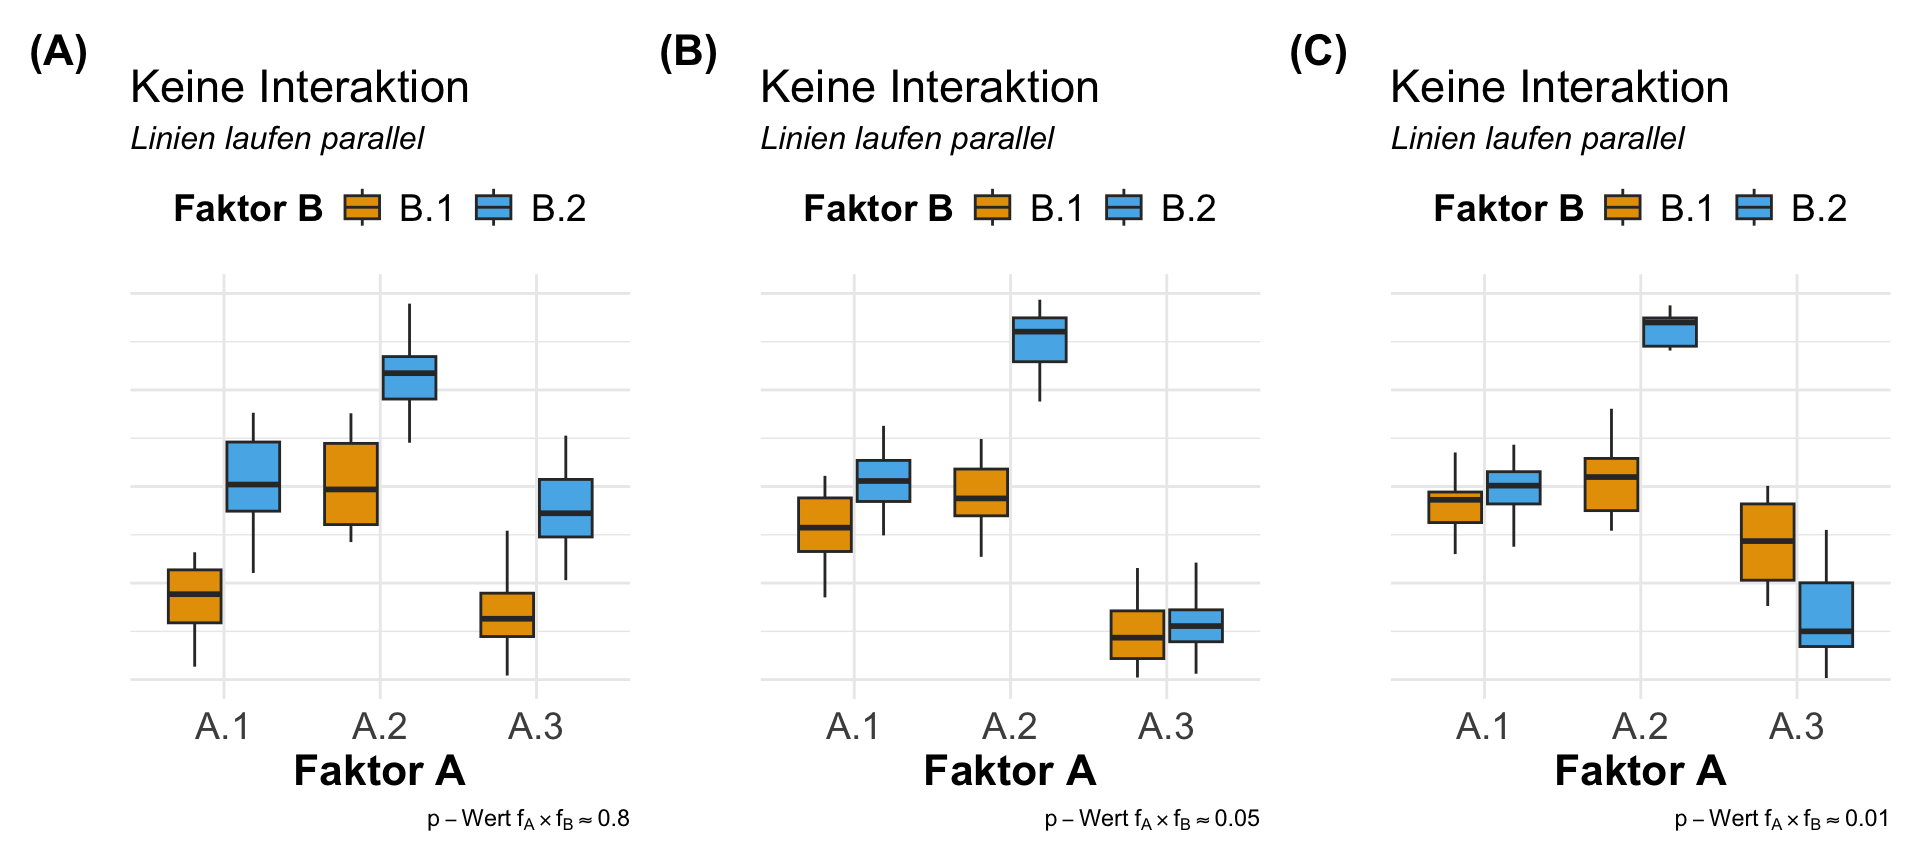 (A)
Keine Interaktion
Linien laufen parallel
Faktor B B.1 B.2
A.1 A.2 A.3
Faktor A
p – Wert fA × fB ≈ 0.8
(B)
Keine Interaktion
Linien laufen parallel
Faktor B B.1 B.2
A.1 A.2 A.3
Faktor A
p – Wert fA × fB ≈ 0.05
(C)
Keine Interaktion
Linien laufen parallel
Faktor B B.1 B.2
A.1 A.2 A.3
Faktor A
p – Wert fA × fB ≈ 0.01